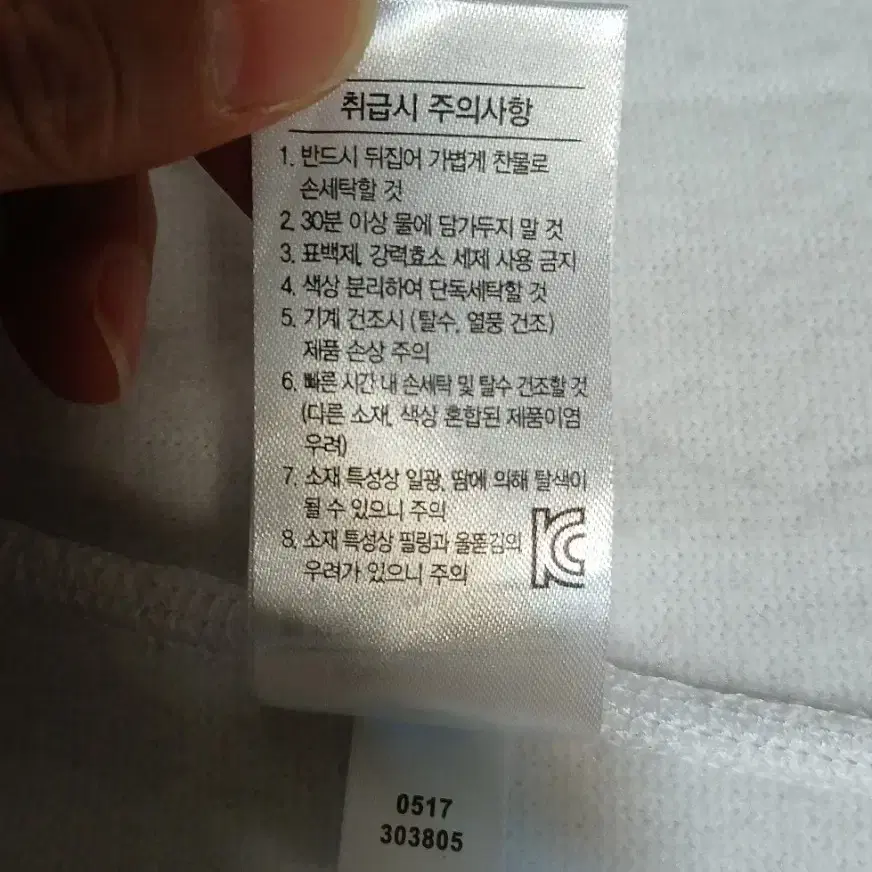 취급시 주의사항
1. 반드시 뒤집어 가볍게 찬물로
손세탁할 것
2. 30분 이상 물에 담가두지 말 것
3. 표백제, 강력효소 세제 사용 금지
4. 색상 분리하여 단독세탁할 것
5. 기계 건조시 (탈수, 열풍 건조)
제품 손상 주의
6. 빠른 시간 내 손세탁 및 탈수 건조할 것
(다른 소재, 색상 혼합된 제품이염
우려)
7. 소재 특성상 일광, 땀에 의해 탈색이
될 수 있으니 주의
8. 소재 특성상 필링과 올뜯김의
우려가 있으니 주의
KC
0517
303805